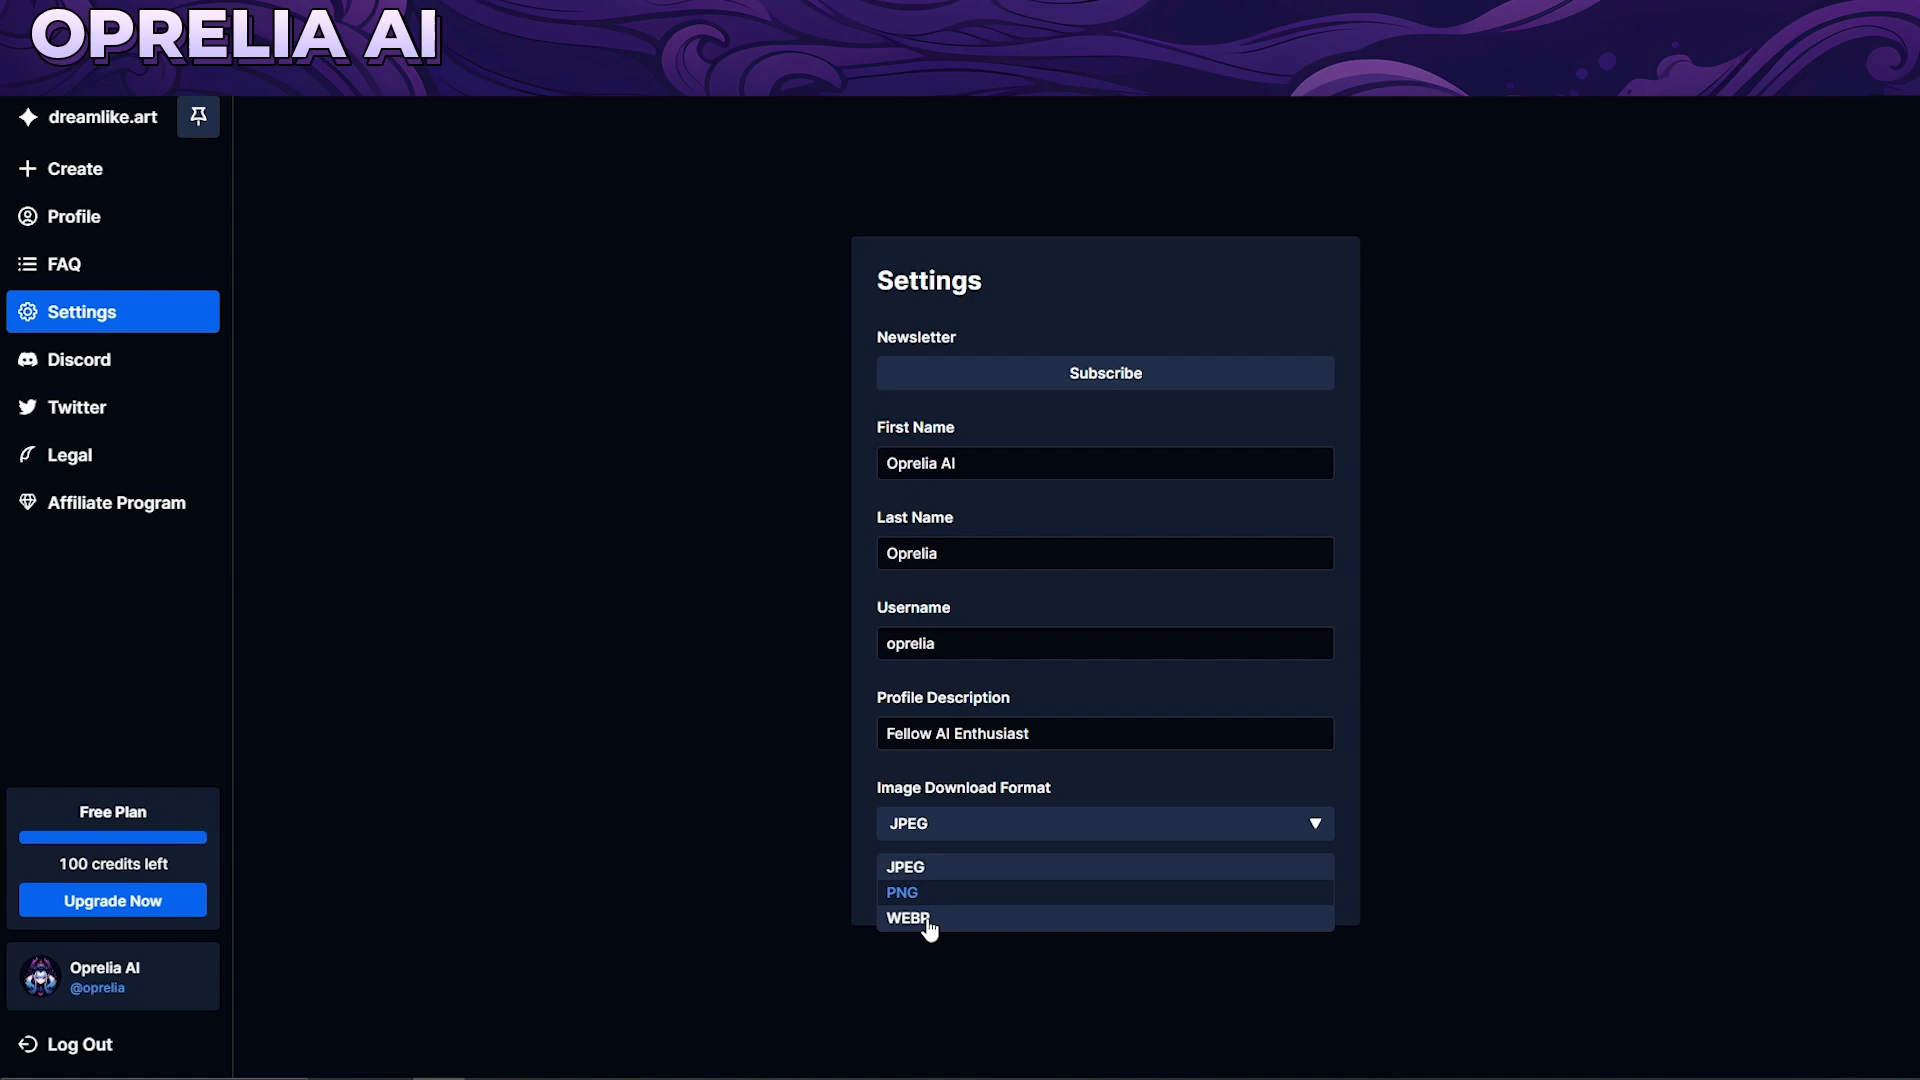 OPRELIA AI
dreamlike.art
Create
Profile
FAQ
Settings
Discord
Twitter
Legal
Affiliate Program
Free Plan
100 credits left
Upgrade Now
Oprelia AI
@oprelia
Log Out
Settings
Newsletter
Subscribe
First Name
Oprelia AI
Last Name
Oprelia
Username
oprelia
Profile Description
Fellow AI Enthusiast
Image Download Format
JPEG
JPEG
PNG
WEBP